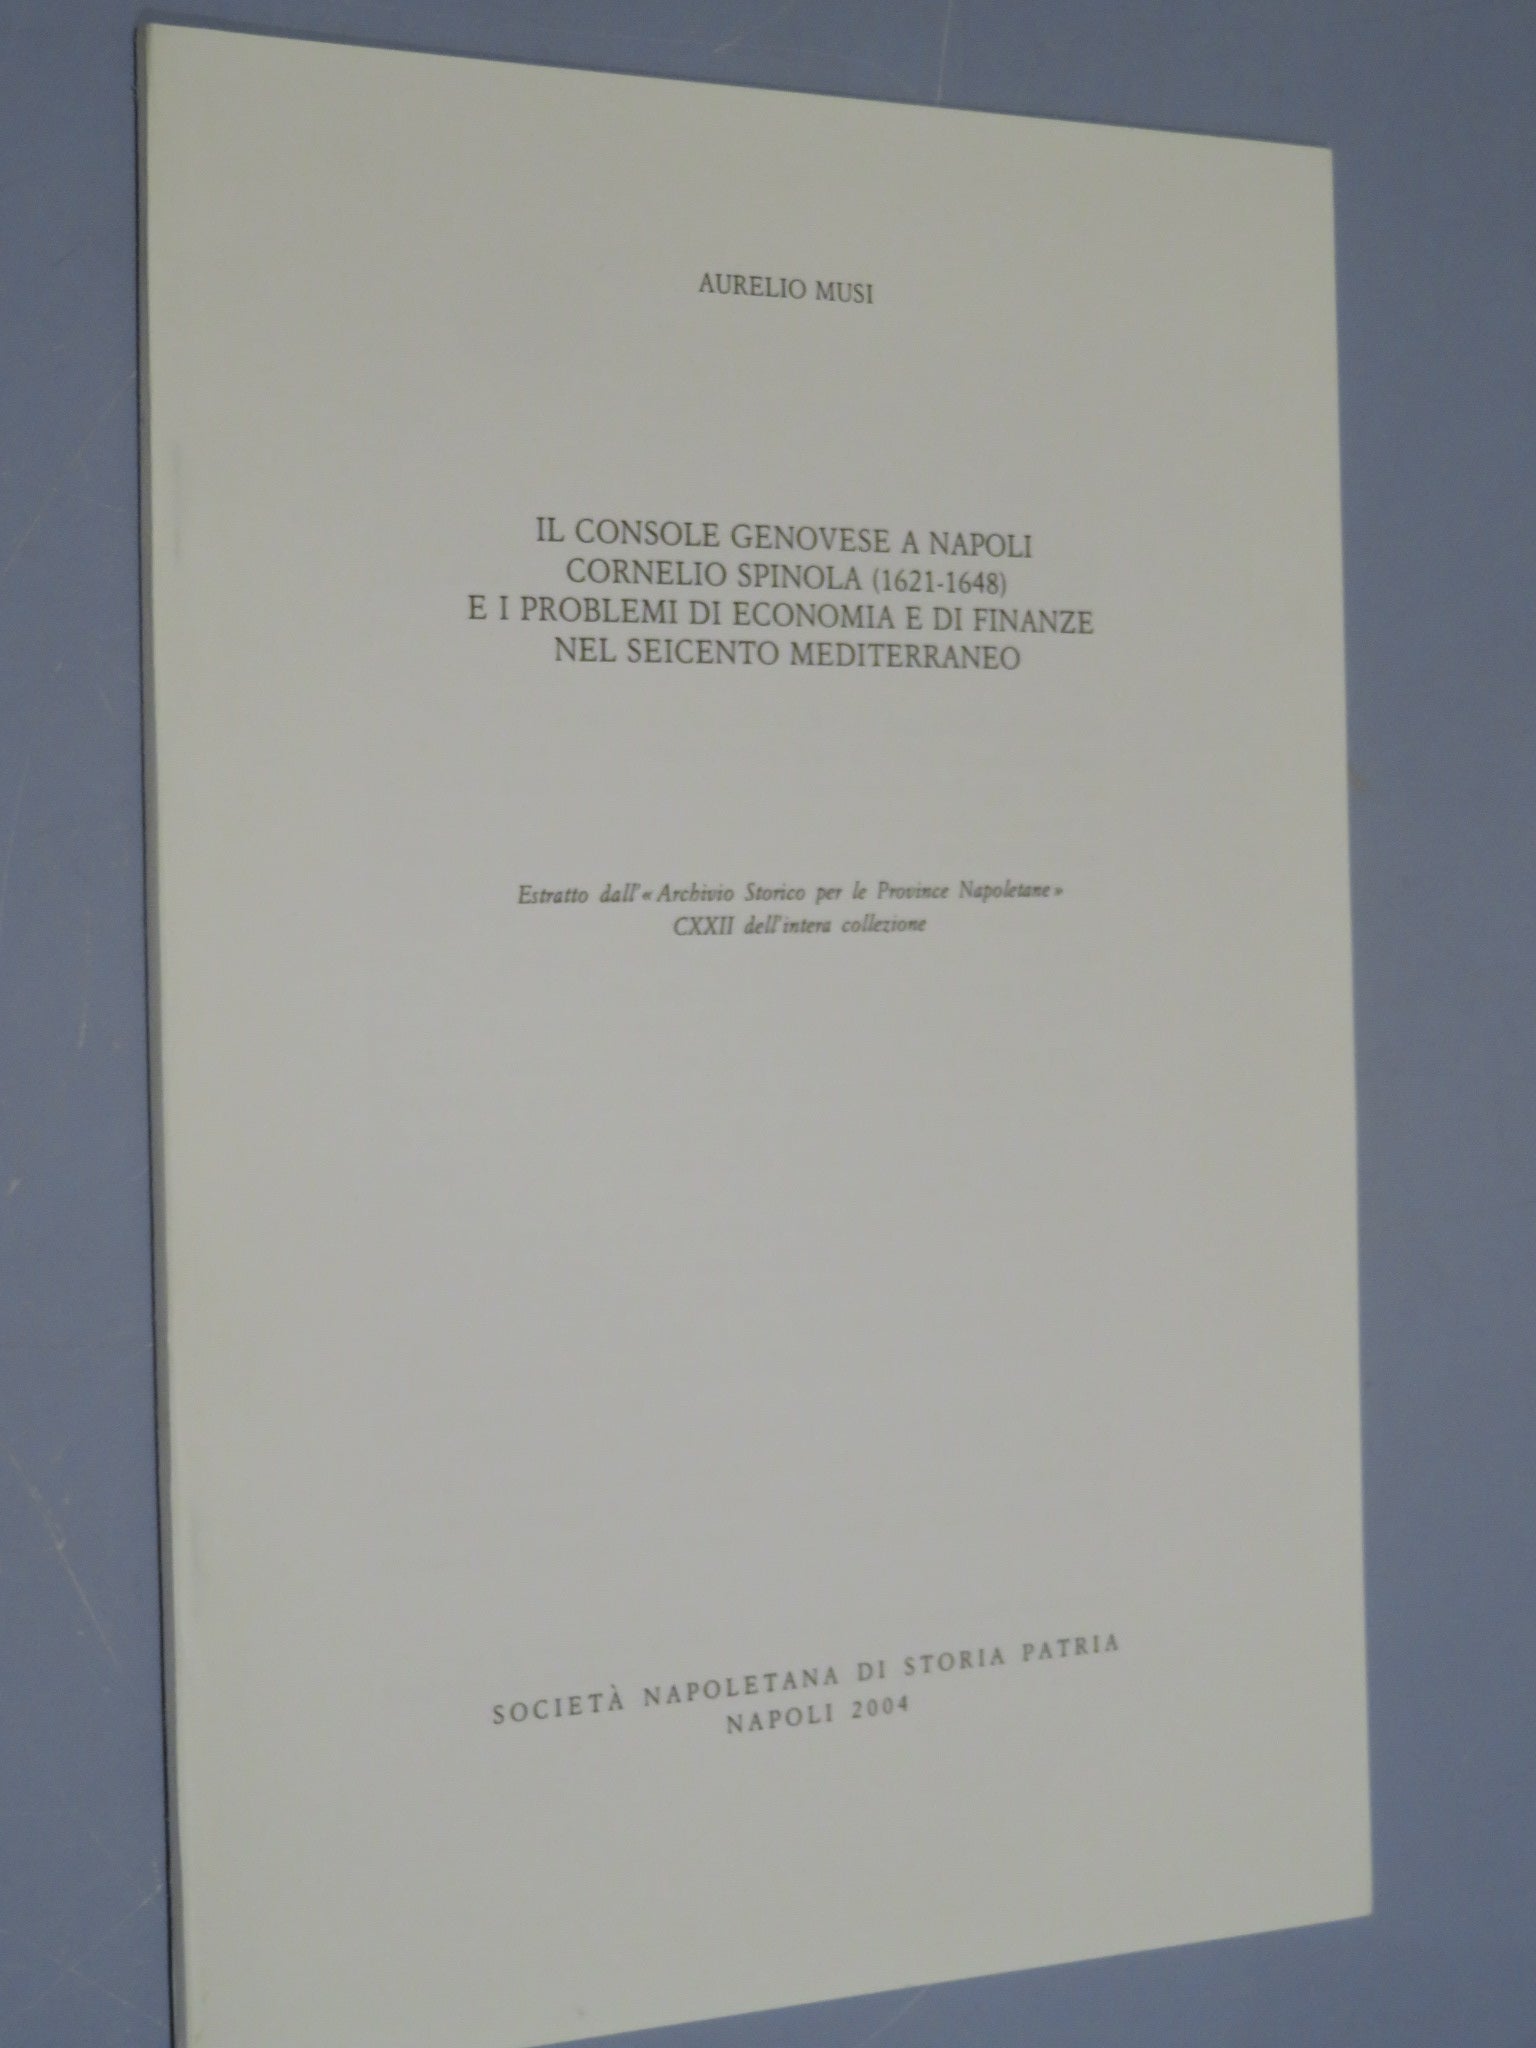 AURELIO MUSI
IL CONSOLE GENOVESE A NAPOLI
CORNELIO SPINOLA (1621-1648)
E I PROBLEMI DI ECONOMIA E DI FINANZE
NEL SEICENTO MEDITERRANEO
Estratto dall'« Archivio Storico per le Province Napoletane »
CXXII dell'intera collezione
SOCIETÀ NAPOLETANA DI STORIA PATRIA
NAPOLI 2004